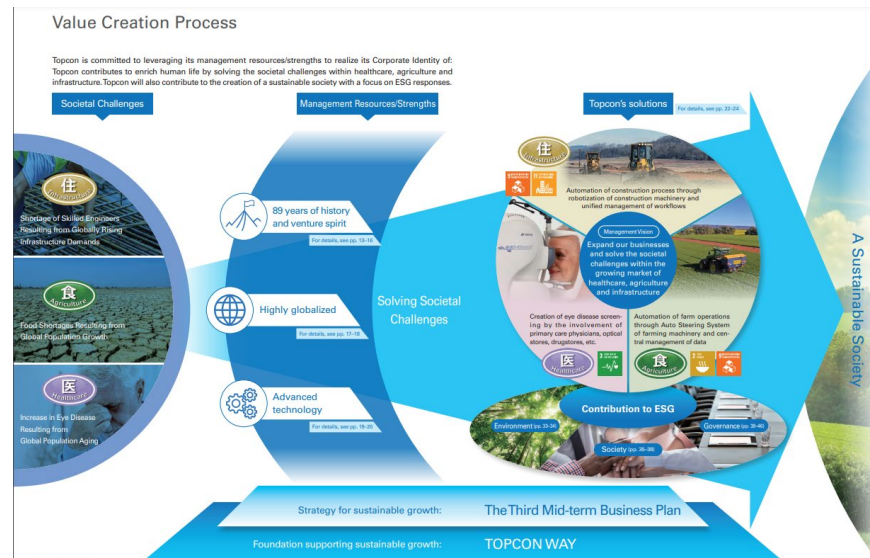 Value Creation Process
Topcon is committed to leveraging its management resources/strengths to realize its Corporate Identity of:
Topcon contributes to enrich human life by solving the societal challenges within healthcare, agriculture and
infrastructure. Topcon will also contribute to the creation of a sustainable society with a focus on ESG responses.
Societal Challenges
Management Resources/Strengths
Topcon's solutions
For details, see pp. 22–24
住
Infrastructure
Shortage of Skilled Engineers
Resulting from Globally Rising
Infrastructure Demands
食
Agriculture
Food Shortages Resulting from
Global Population Growth
医
Healthcare
Increase in Eye Disease
Resulting from
Global Population Aging
89 years of history
and venture spirit
For details, see pp. 13–16
Highly globalized
For details, see pp. 17–18
Advanced
technology
For details, see pp. 19–20
Solving Societal
Challenges
住
Infrastructure
Automation of construction process through
robotization of construction machinery and
unified management of workflows
Management Vision
Expand our businesses
and solve the societal
challenges within the
growing market of
healthcare, agriculture
and infrastructure
Creation of eye disease screen-
ing by the involvement of
primary care physicians, optical
stores, drugstores, etc.
医
Healthcare
Automation of farm operations
through Auto Steering System
of farming machinery and cen-
tral management of data
食
Agriculture
Contribution to ESG
Environment (pp. 33–34)
Society (pp. 35–38)
Governance (pp. 39–46)
A Sustainable Society
Strategy for sustainable growth:
The Third Mid-term Business Plan
Foundation supporting sustainable growth:
TOPCON WAY